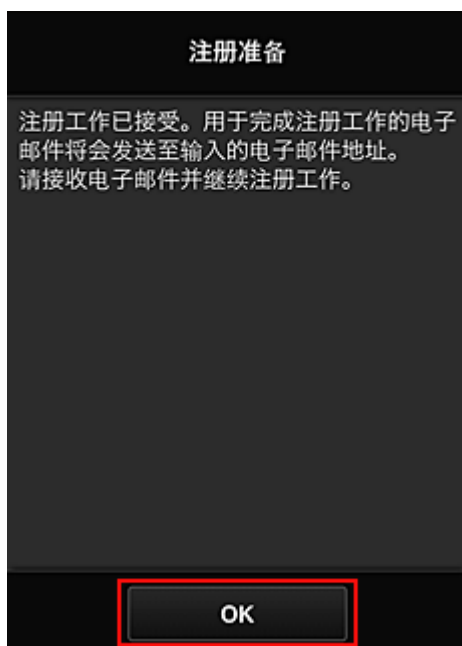 注册准备
注册工作已接受。用于完成注册工作的电子
邮件将会发送至输入的电子邮件地址。
请接收电子邮件并继续注册工作。
OK